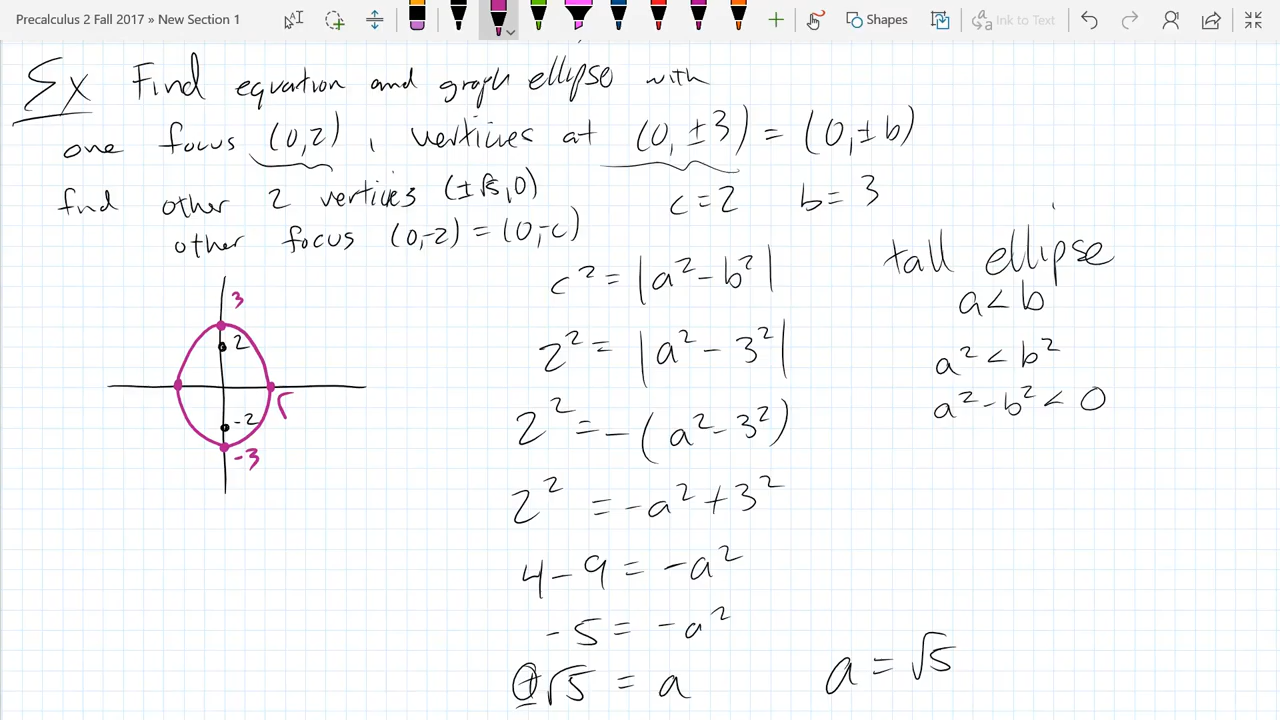 Precalculus 2 Fall 2017 » New Section 1
Shapes
Ink to Text
Ex Find equation and graph ellipse with
one focus (0,2), vertices at (0,±3) = (0,±b)
find other 2 vertices (±√5,0)
c=2 b=3
other focus (0,-2) = (0,-c)
tall ellipse
a<b
a²<b²
a²-b²<0
c²=|a²-b²|
2²=|a²-3²|
2²=-(a²-3²)
2²=-a²+3²
4-9=-a²
-5=-a²
±√5=a
a=√5
3
2
-2
-3